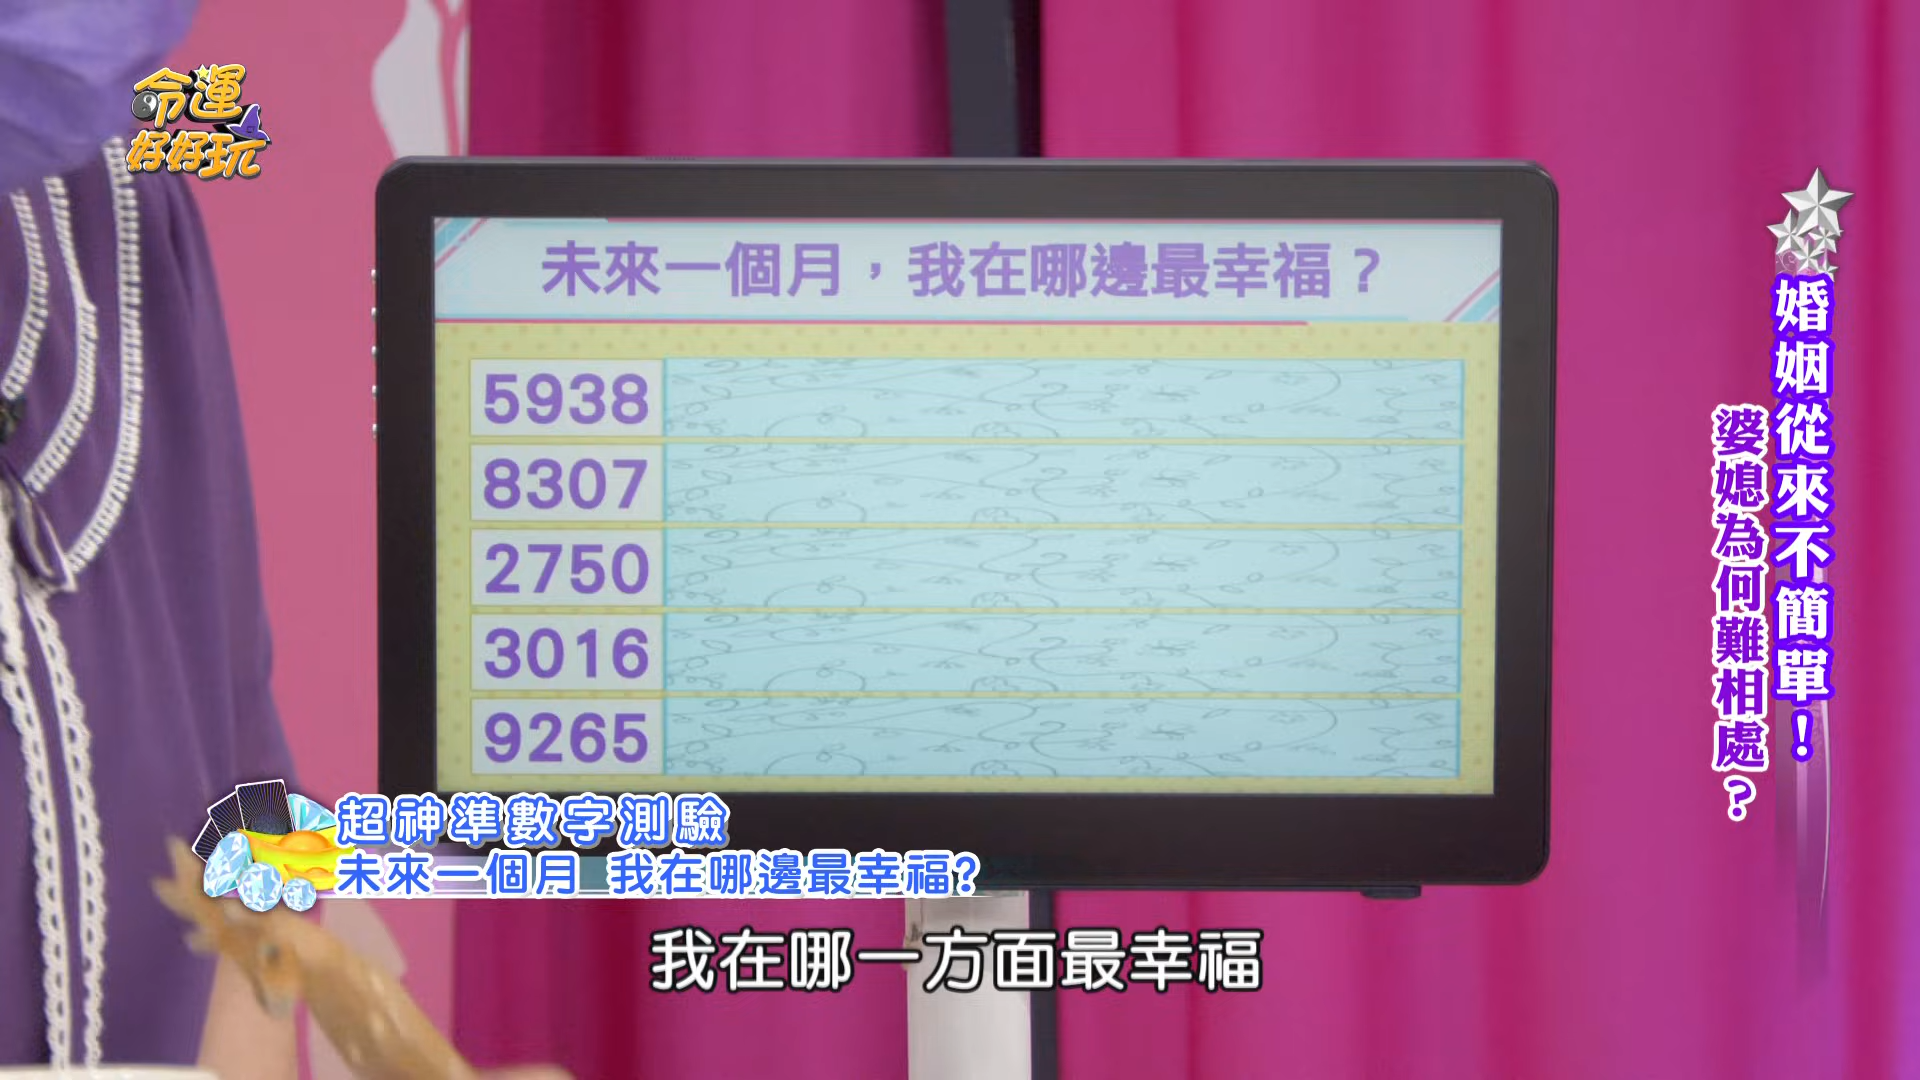 命運
好好玩
未來一個月，我在哪邊最幸福？
5938
8307
2750
3016
9265
婚姻從來不簡單！
婆媳為何難相處？
超神準數字測驗
未來一個月 我在哪邊最幸福?
我在哪一方面最幸福